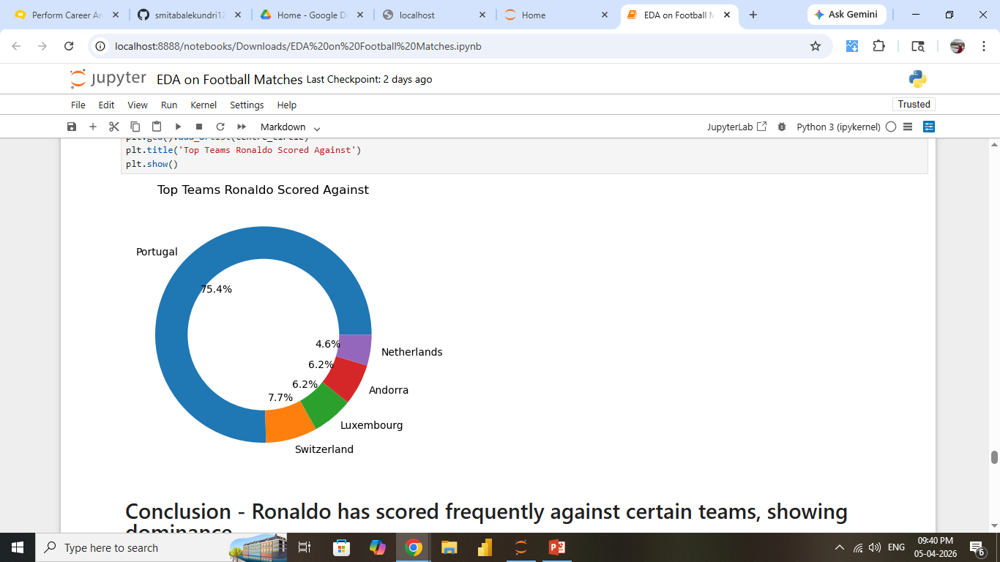 Perform Career An
smitabalekundri12
Home - Google D
localhost
Home
EDA on Football M
Ask Gemini
localhost:8888/notebooks/Downloads/EDA%20on%20Football%20Matches.ipynb
jupyter EDA on Football Matches Last Checkpoint: 2 days ago
File Edit View Run Kernel Settings Help
Trusted
Markdown
JupyterLab
Python 3 (ipykernel)
plt.gca().add_artist(centre_circle)
plt.title('Top Teams Ronaldo Scored Against')
plt.show()
Top Teams Ronaldo Scored Against
Portugal
75.4%
4.6%
Netherlands
6.2%
Andorra
6.2%
7.7%
Luxembourg
Switzerland
Conclusion - Ronaldo has scored frequently against certain teams, showing
dominance
Type here to search
ENG
09:40 PM
05-04-2026
6